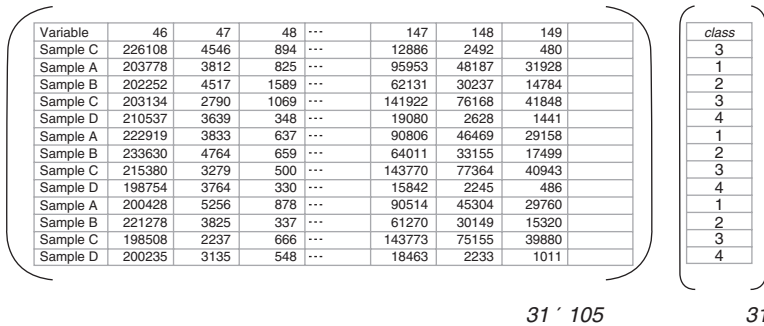 Variable 46 47 48 --- 147 148 149 class
Sample C 226108 4546 894 --- 12886 2492 480 3
Sample A 203778 3812 825 --- 95953 48187 31928 1
Sample B 202252 4517 1589 --- 62131 30237 14784 2
Sample C 203134 2790 1069 --- 141922 76168 41848 3
Sample D 210537 3639 348 --- 19080 2628 1441 4
Sample A 222919 3833 637 --- 90806 46469 29158 1
Sample B 233630 4764 659 --- 64011 33155 17499 2
Sample C 215380 3279 500 --- 143770 77364 40943 3
Sample D 198754 3764 330 --- 15842 2245 486 4
Sample A 200428 5256 878 --- 90514 45304 29760 1
Sample B 221278 3825 337 --- 61270 30149 15320 2
Sample C 198508 2237 666 --- 143773 75155 39880 3
Sample D 200235 3135 548 --- 18463 2233 1011 4
31 ´ 105 31